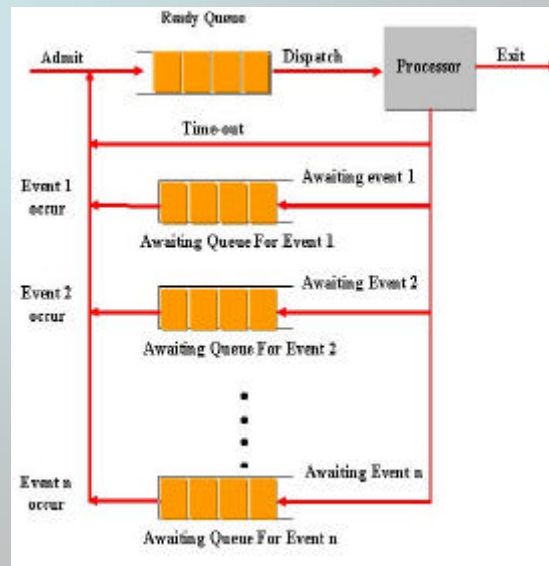 Ready Queue
Admit
Dispatch
Processor
Exit
Time-out
Event 1
occur
Awaiting event 1
Awaiting Queue For Event 1
Event 2
occur
Awaiting Event 2
Awaiting Queue For Event 2
Event n
occur
Awaiting Event n
Awaiting Queue For Event n